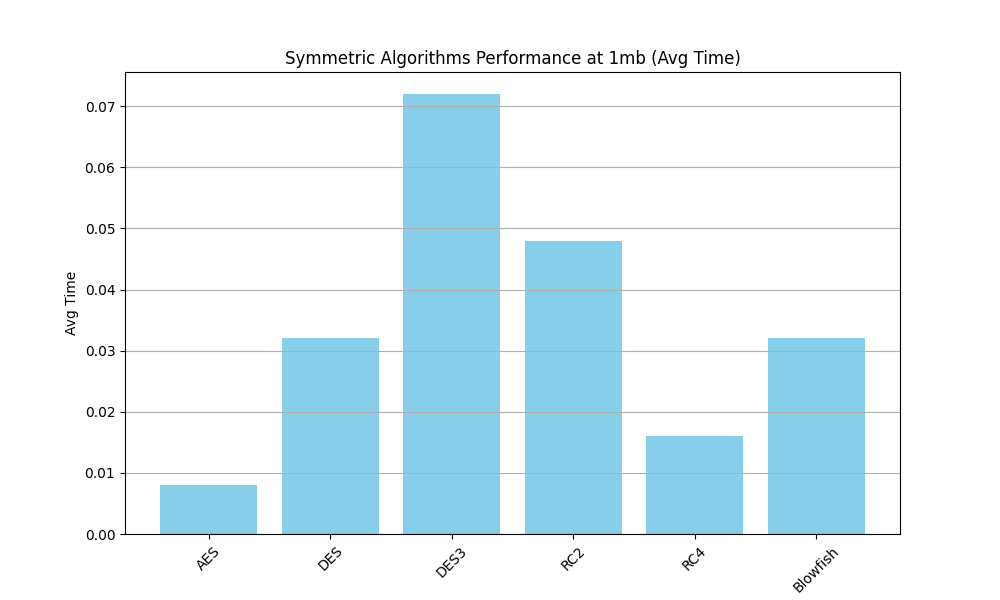 Symmetric Algorithms Performance at 1mb (Avg Time)
Avg Time
0.07
0.06
0.05
0.04
0.03
0.02
0.01
0.00
AES
DES
DES3
RC2
RC4
Blowfish